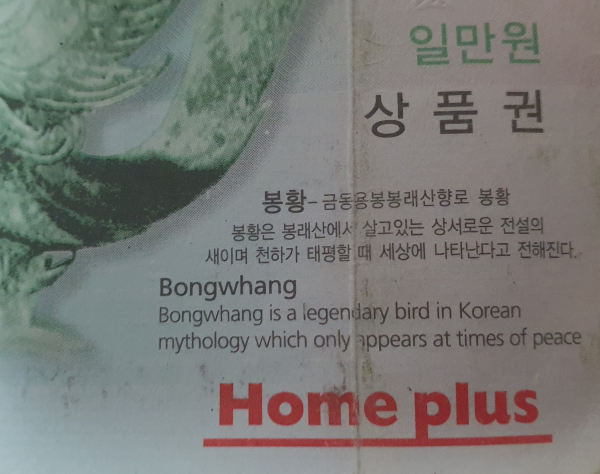 일만원
상품권
봉황 - 금동용봉봉래산향로 봉황
봉황은 봉래산에서 살고있는 상서로운 전설의
새이며 천하가 태평할 때 세상에 나타난다고 전해진다.
Bongwhang
Bongwhang is a legendary bird in Korean
mythology which only appears at times of peace
Home plus